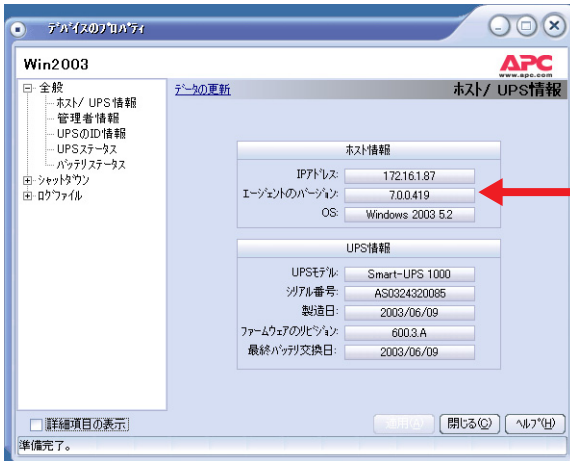 ﾃﾞﾊﾞｲｽのﾌﾟﾛﾊﾟﾃｨ
Win2003
APC
www.apc.com
全般
ﾎｽﾄ/ UPS情報
管理者情報
UPSのID情報
UPSｽﾃｰﾀｽ
ﾊﾞｯﾃﾘｽﾃｰﾀｽ
ｼｬｯﾄﾀﾞｳﾝ
ﾛｸﾞﾌｧｲﾙ
ﾃﾞｰﾀの更新
ﾎｽﾄ/ UPS情報
ﾎｽﾄ情報
IPｱﾄﾞﾚｽ: 172.16.1.87
ｴｰｼﾞｪﾝﾄのﾊﾞｰｼﾞｮﾝ: 7.0.0.419
OS: Windows 2003 5.2
UPS情報
UPSﾓﾃﾞﾙ: Smart-UPS 1000
ｼﾘｱﾙ番号: AS0324320085
製造日: 2003/06/09
ﾌｧｰﾑｳｪｱのﾘﾋﾞｼﾞｮﾝ: 600.3.A
最終ﾊﾞｯﾃﾘ交換日: 2003/06/09
詳細項目の表示
適用(A) 閉じる(C) ﾍﾙﾌﾟ(H)
準備完了。